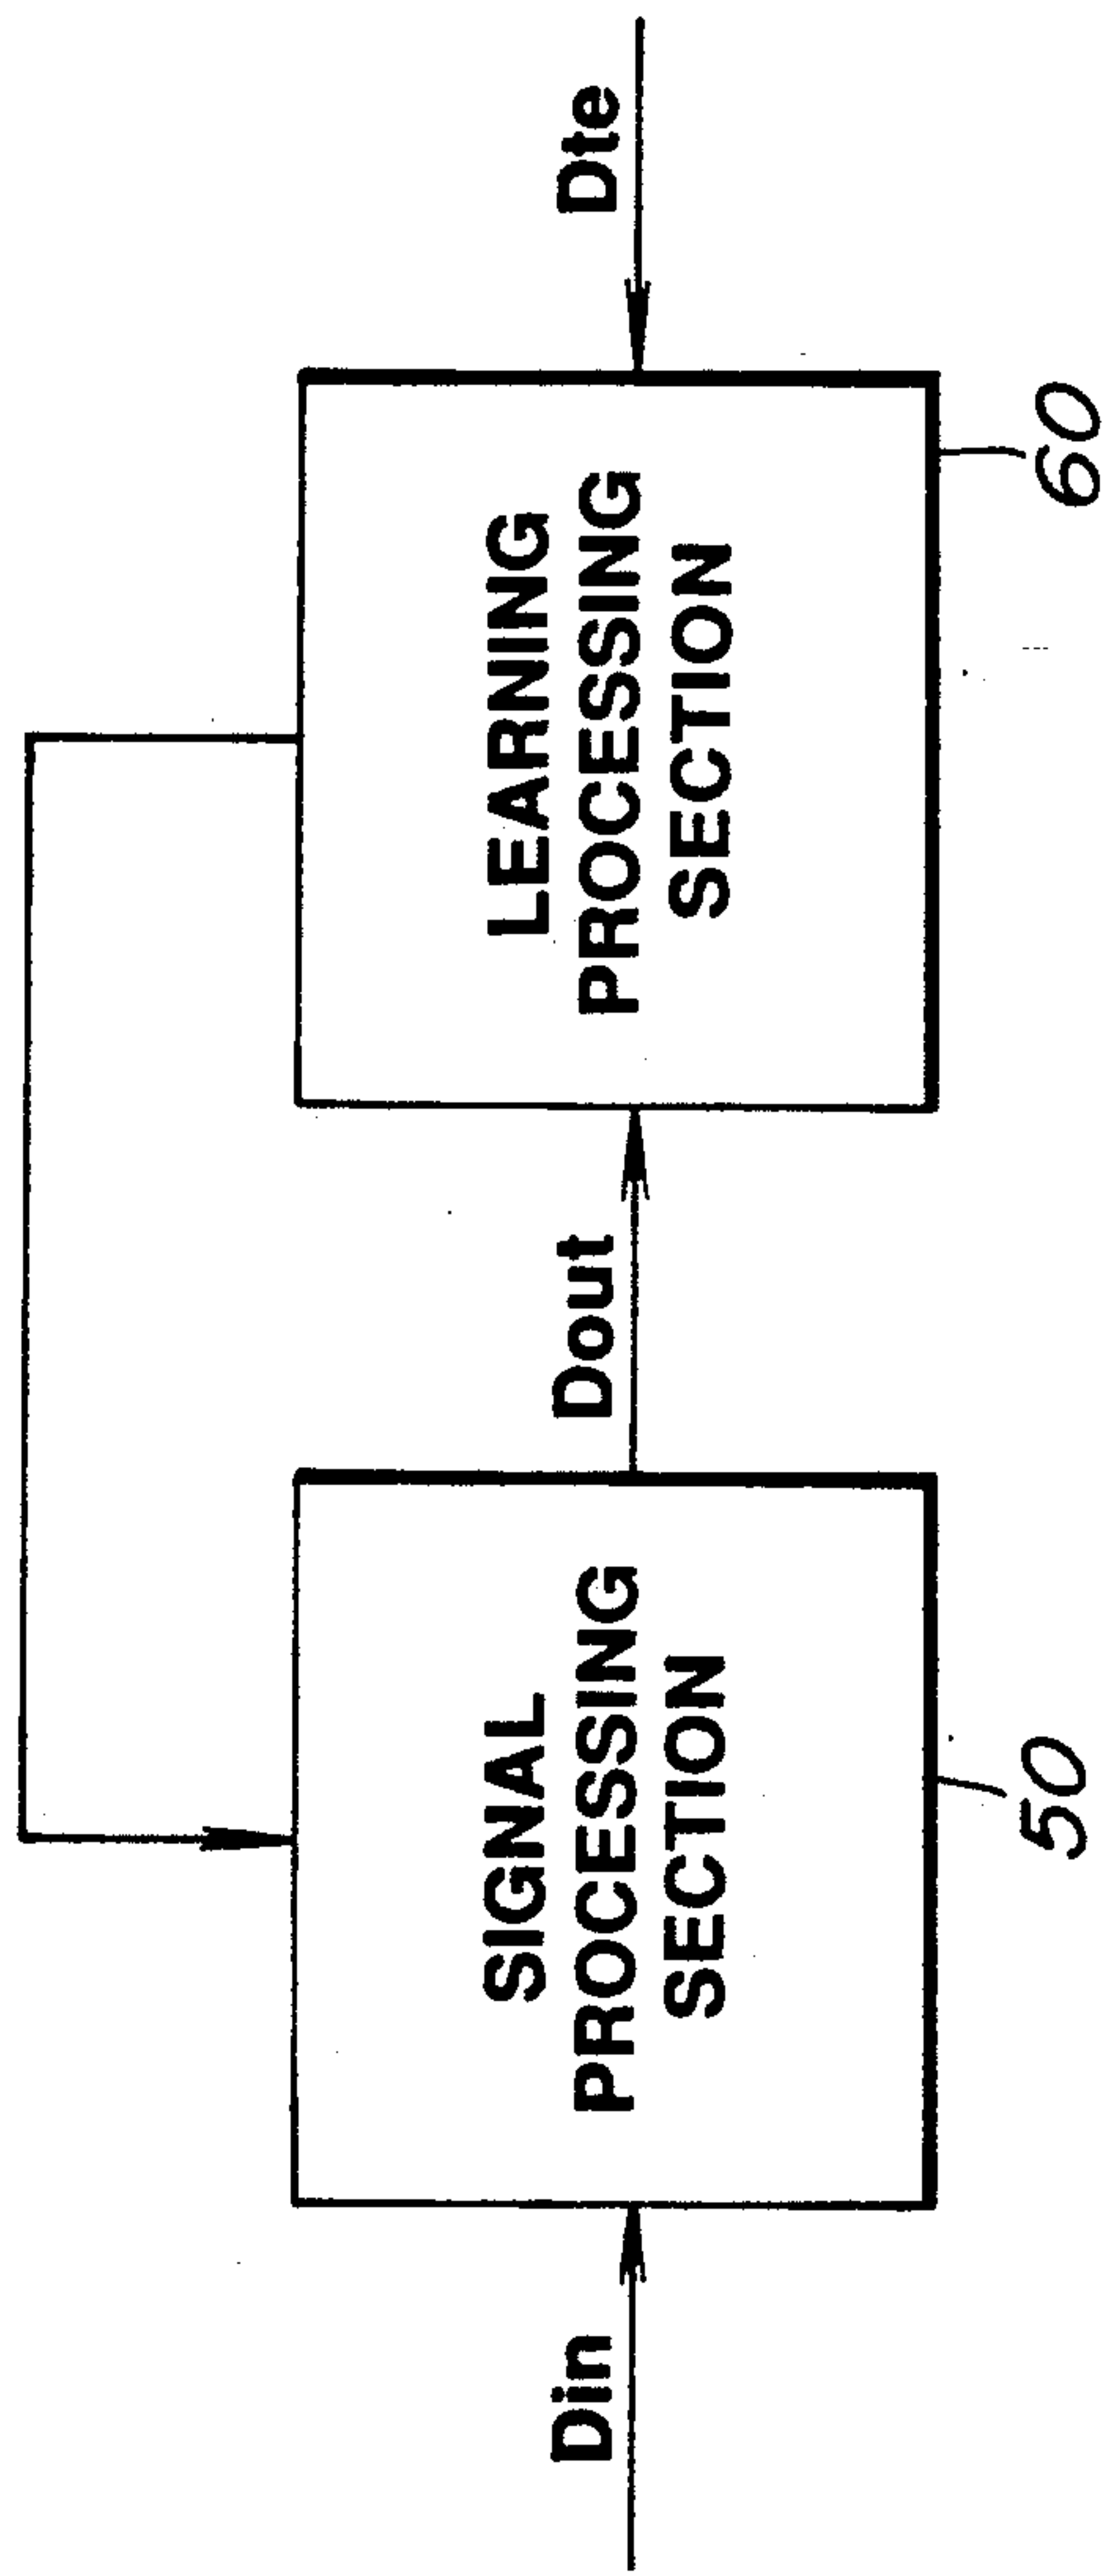 Din
SIGNAL
PROCESSING
SECTION
50
Dout
LEARNING
PROCESSING
SECTION
60
Dte